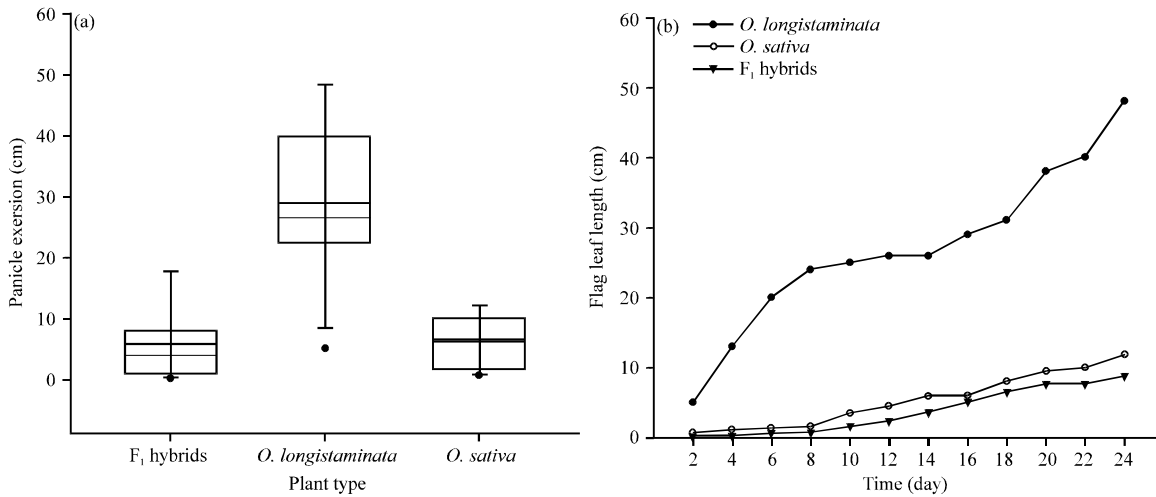 (a)
60
50
40
30
20
10
0
Panicle exersion (cm)
F₁ hybrids
O. longistaminata
O. sativa
Plant type
(b)
O. longistaminata
O. sativa
F₁ hybrids
60
50
40
30
20
10
0
Flag leaf length (cm)
2 4 6 8 10 12 14 16 18 20 22 24
Time (day)